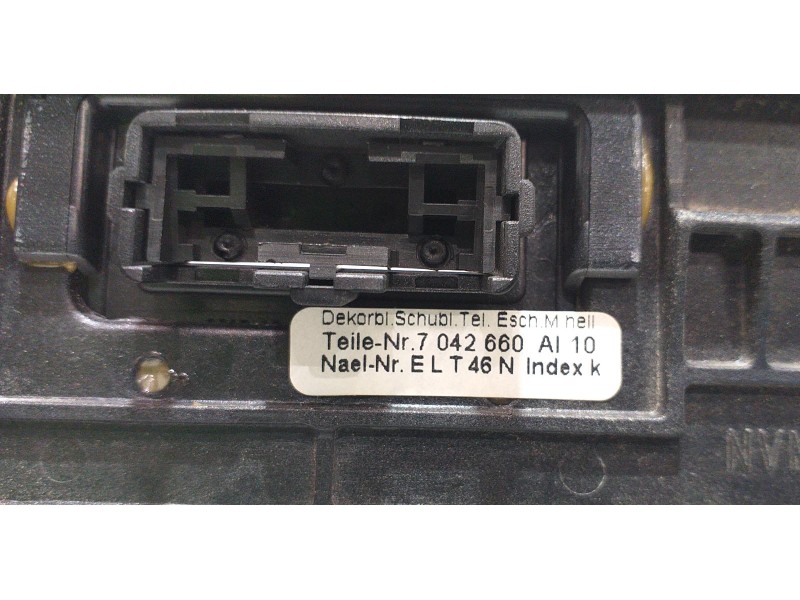 Dekorbl.Schubl.Tel. Esch.M hell
Teile-Nr.7 042 660 AI 10
Nael-Nr. E L T 46 N Index k